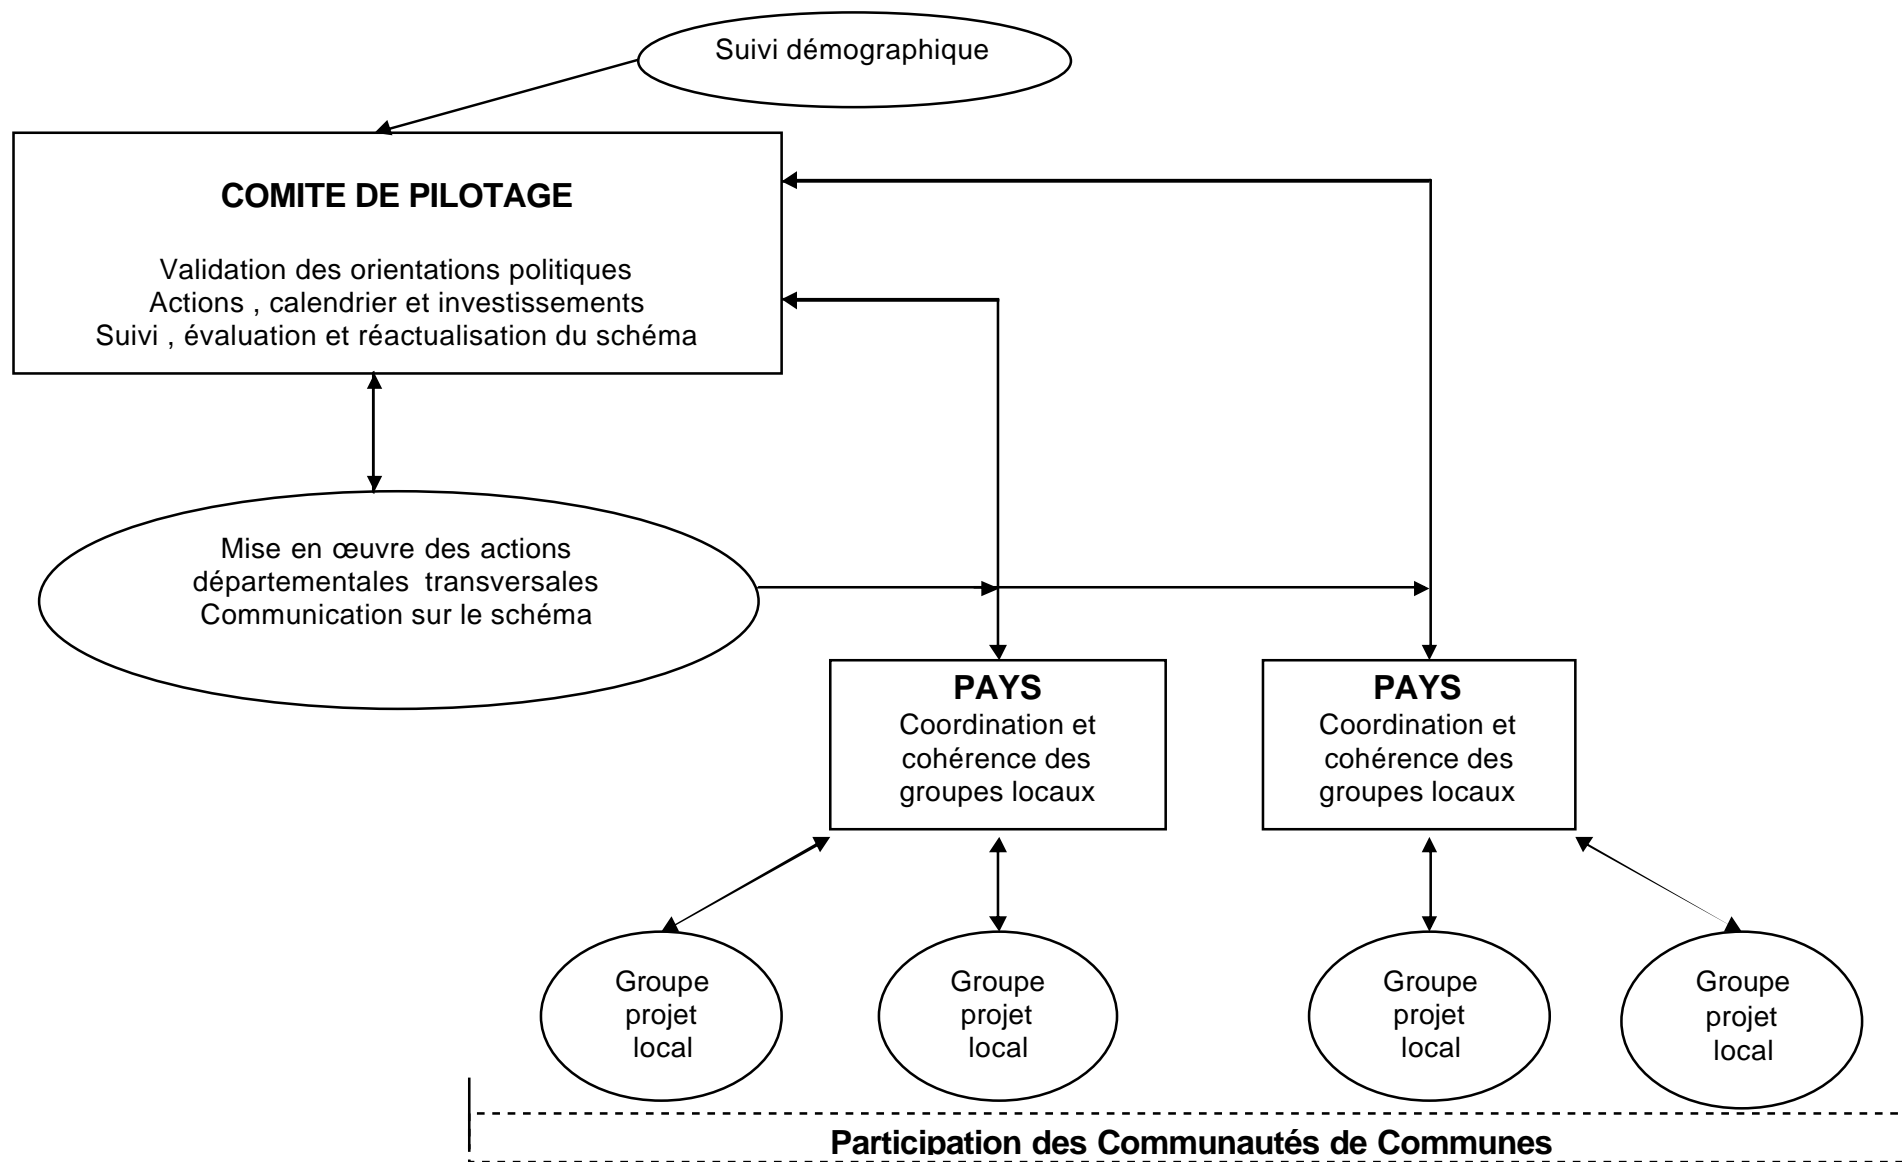 Suivi démographique
COMITE DE PILOTAGE
Validation des orientations politiques
Actions , calendrier et investissements
Suivi , évaluation et réactualisation du schéma
Mise en œuvre des actions
départementales transversales
Communication sur le schéma
PAYS
Coordination et
cohérence des
groupes locaux
PAYS
Coordination et
cohérence des
groupes locaux
Groupe
projet
local
Groupe
projet
local
Groupe
projet
local
Groupe
projet
local
Participation des Communautés de Communes